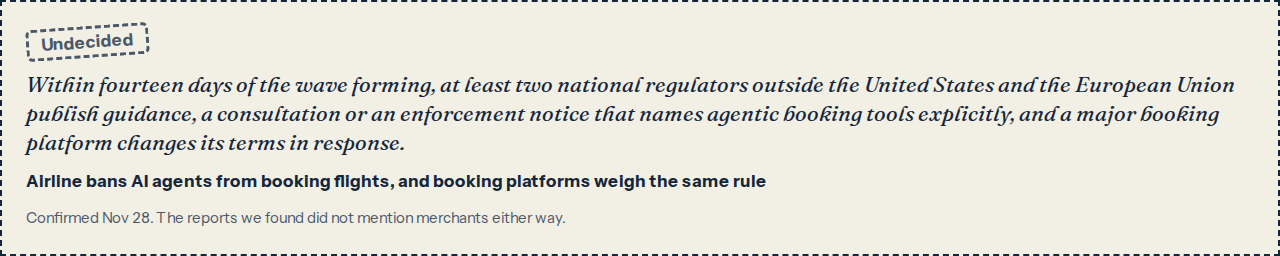 Undecided
Within fourteen days of the wave forming, at least two national regulators outside the United States and the European Union
publish guidance, a consultation or an enforcement notice that names agentic booking tools explicitly, and a major booking
platform changes its terms in response.
Airline bans AI agents from booking flights, and booking platforms weigh the same rule
Confirmed Nov 28. The reports we found did not mention merchants either way.